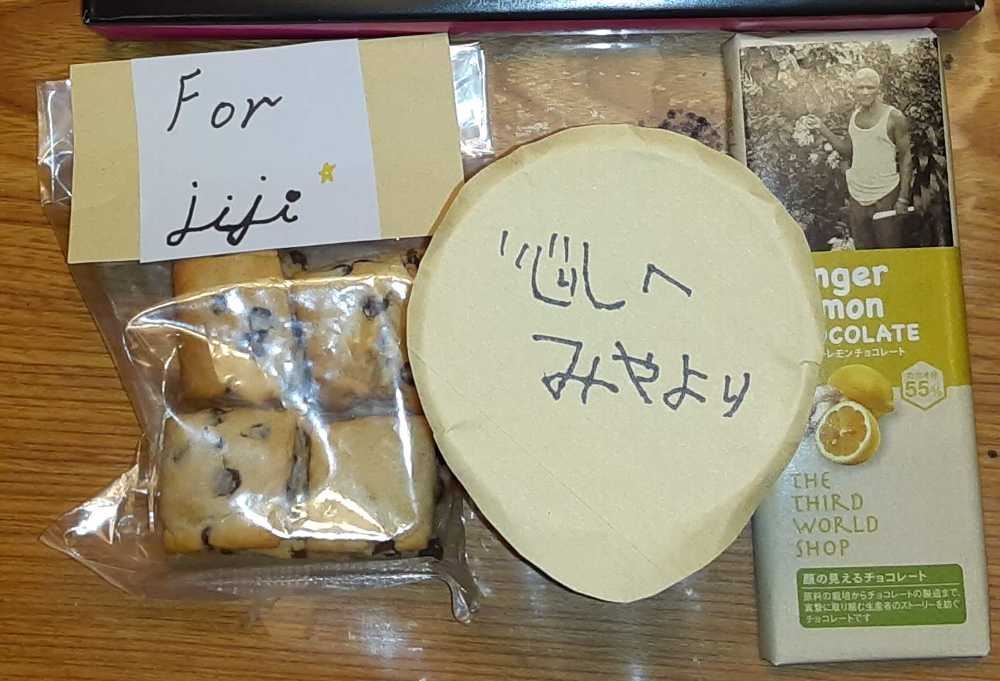 For
jiji
じじへ
みやより
nger
mon
OCOLATE
レモンチョコレート
55%
THE
THIRD
WORLD
SHOP
顔の見えるチョコレート
原料の栽培からチョコレートの製造まで、
真摯に取り組む生産者のストーリーを紡ぐ
チョコレートです